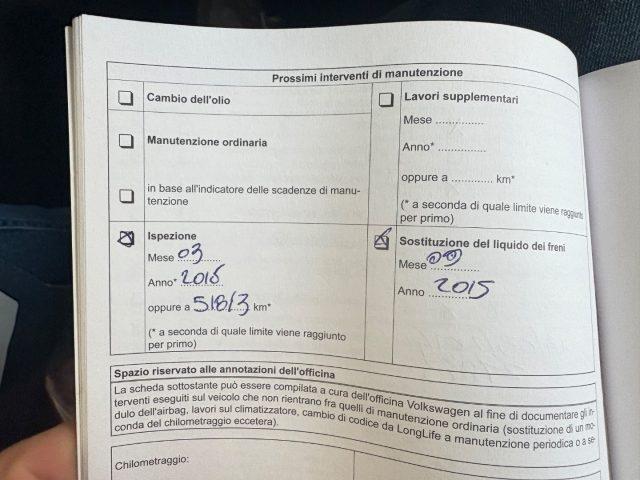 Prossimi interventi di manutenzione
Cambio dell'olio
Manutenzione ordinaria
in base all'indicatore delle scadenze di manu-
tenzione
Lavori supplementari
Mese ..............
Anno* ..............
oppure a ............ km*
(* a seconda di quale limite viene raggiunto
per primo)
Ispezione
Mese 03
Anno* 2015
oppure a km*
(* a seconda di quale limite viene raggiunto
per primo)
Sostituzione del liquido dei freni
Mese
Anno 2015
Spazio riservato alle annotazioni dell'officina
La scheda sottostante può essere compilata a cura dell'officina Volkswagen al fine di documentare gli in-
terventi eseguiti sul veicolo che non rientrano fra quelli di manutenzione ordinaria (sostituzione di un mo-
dulo dell'airbag, lavori sul climatizzatore, cambio di codice da LongLife a manutenzione periodica o a se-
conda del chilometraggio eccetera).
Chilometraggio: